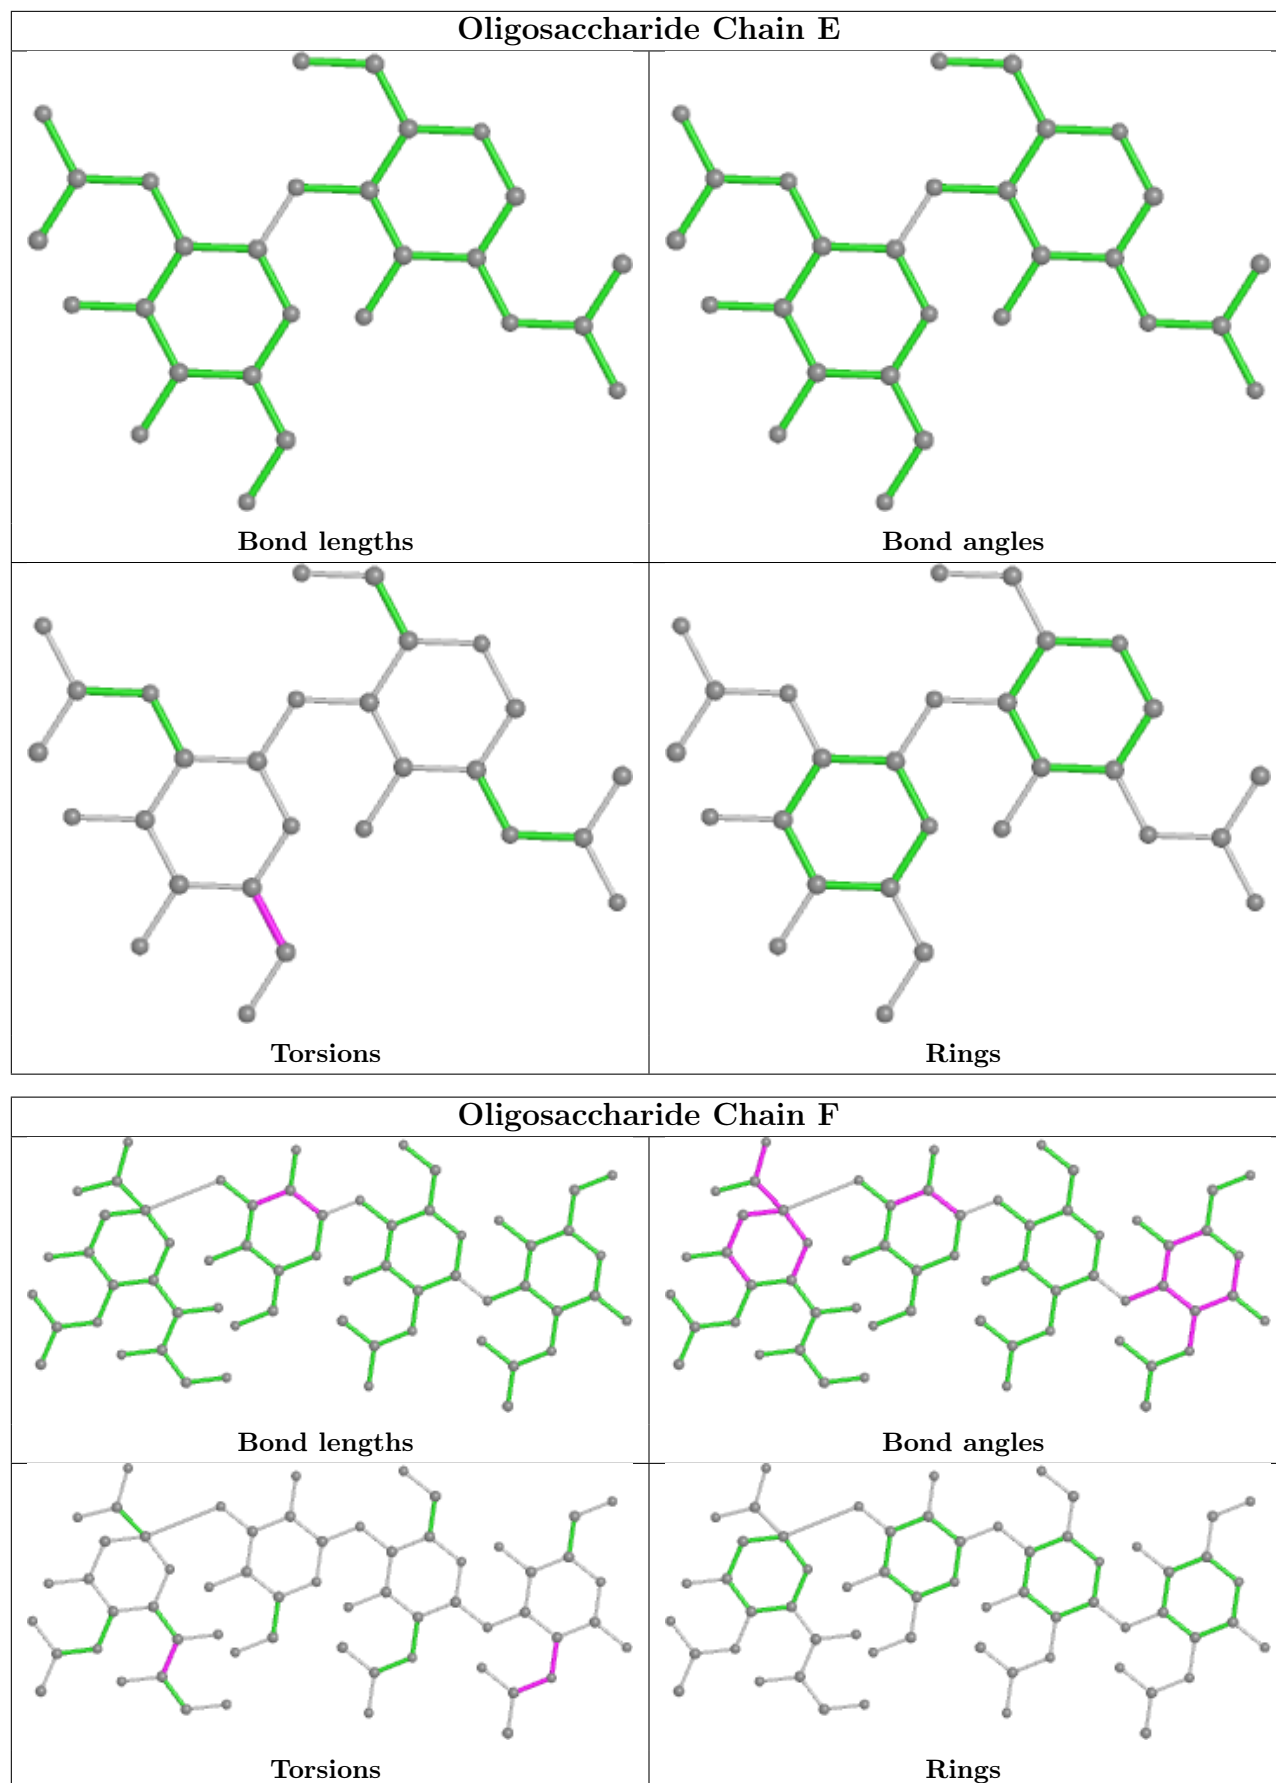 Oligosaccharide Chain E
Bond lengths
Bond angles
Torsions
Rings
Oligosaccharide Chain F
Bond lengths
Bond angles
Torsions
Rings